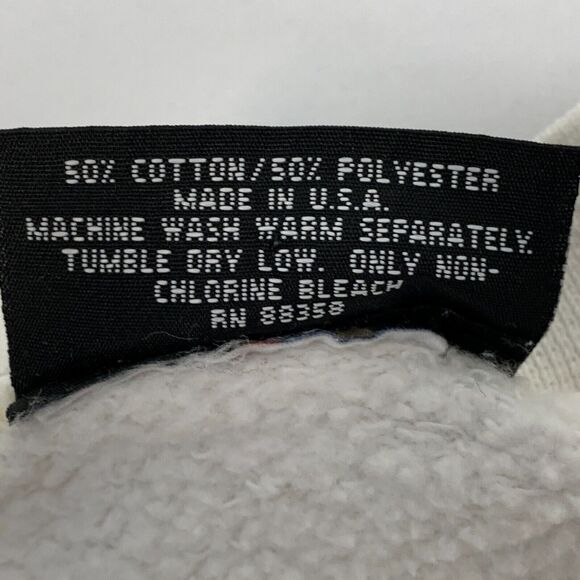 50% COTTON/50% POLYESTER
MADE IN U.S.A.
MACHINE WASH WARM SEPARATELY.
TUMBLE DRY LOW. ONLY NON-
CHLORINE BLEACH
RN 88358